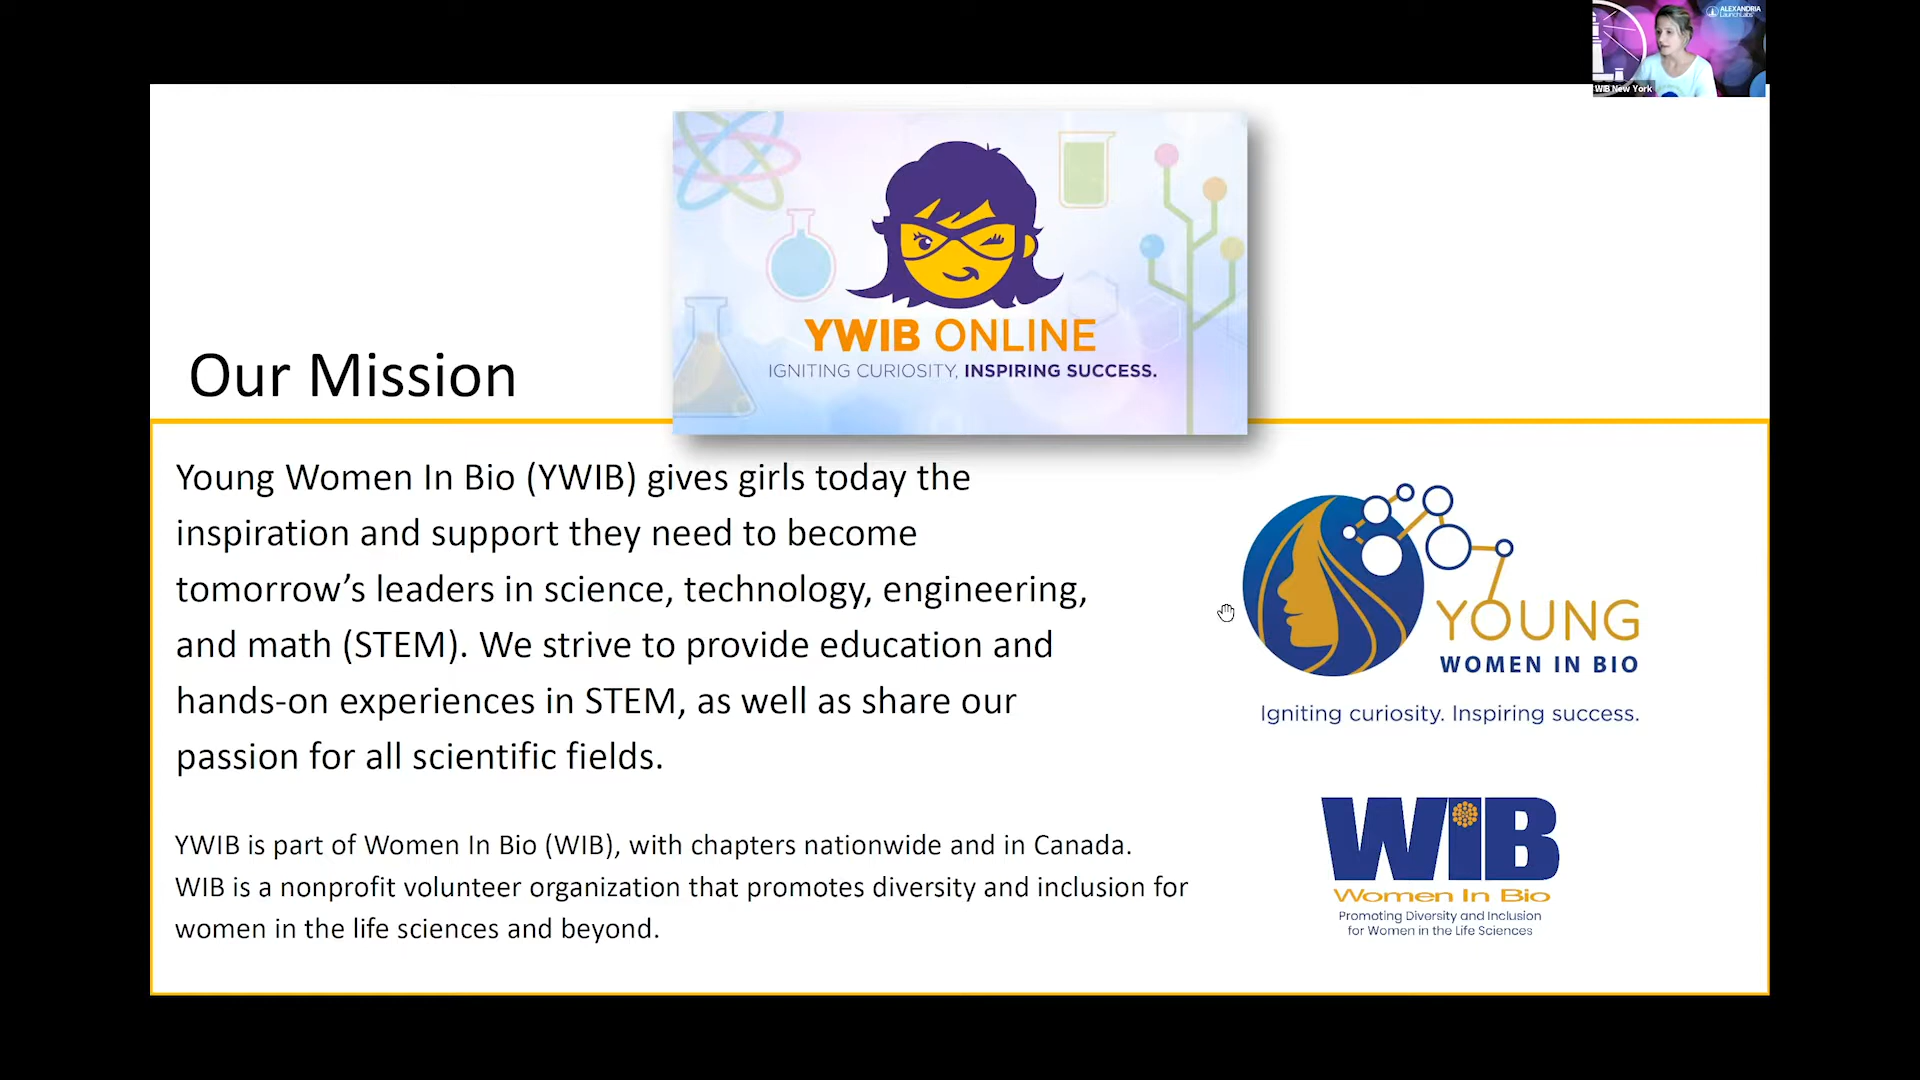 ALEXANDRIA
LaunchLabs
WIB New York
YWIB ONLINE
IGNITING CURIOSITY, INSPIRING SUCCESS.
Our Mission
Young Women In Bio (YWIB) gives girls today the
inspiration and support they need to become
tomorrow’s leaders in science, technology, engineering,
and math (STEM). We strive to provide education and
hands-on experiences in STEM, as well as share our
passion for all scientific fields.
YWIB is part of Women In Bio (WIB), with chapters nationwide and in Canada.
WIB is a nonprofit volunteer organization that promotes diversity and inclusion for
women in the life sciences and beyond.
YOUNG
WOMEN IN BIO
Igniting curiosity. Inspiring success.
WIB
Women In Bio
Promoting Diversity and Inclusion
for Women in the Life Sciences